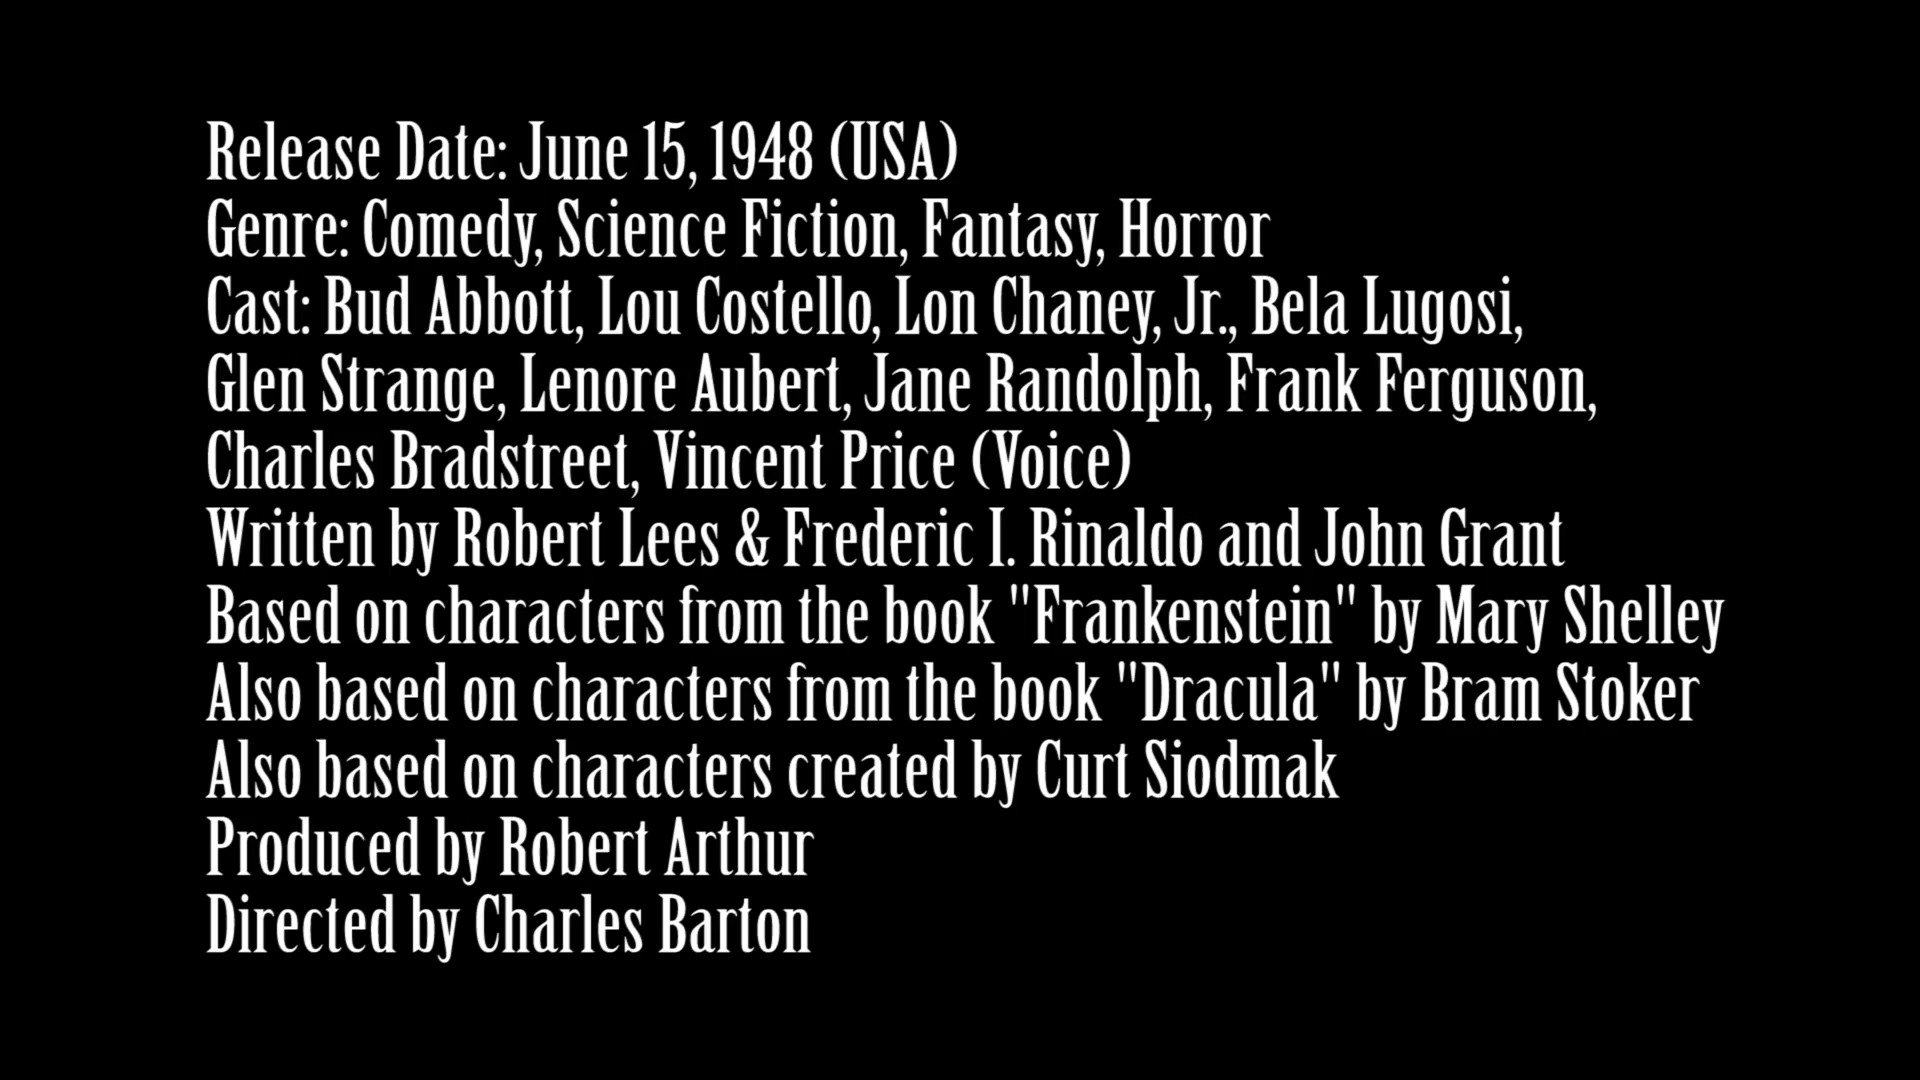 Release Date: June 15, 1948 (USA)
Genre: Comedy, Science Fiction, Fantasy, Horror
Cast: Bud Abbott, Lou Costello, Lon Chaney, Jr., Bela Lugosi,
Glen Strange, Lenore Aubert, Jane Randolph, Frank Ferguson,
Charles Bradstreet, Vincent Price (Voice)
Written by Robert Lees & Frederic I. Rinaldo and John Grant
Based on characters from the book "Frankenstein" by Mary Shelley
Also based on characters from the book "Dracula" by Bram Stoker
Also based on characters created by Curt Siodmak
Produced by Robert Arthur
Directed by Charles Barton